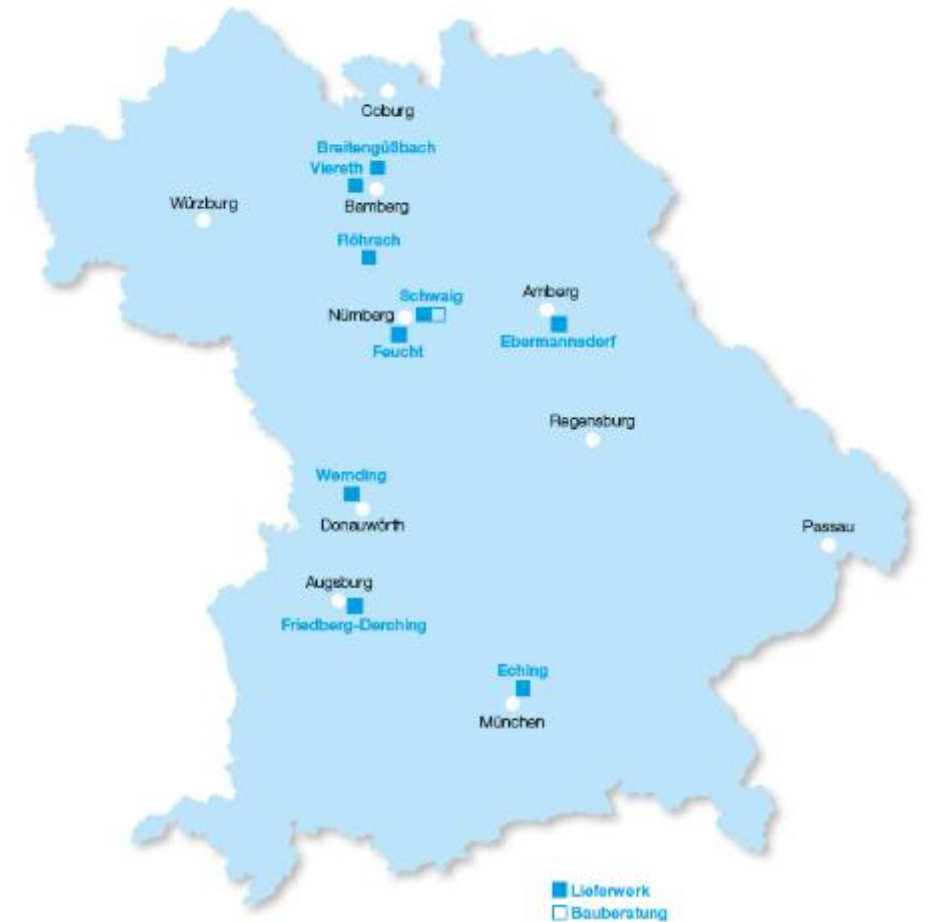 Coburg
Breitengüßbach
Viereth
Bamberg
Würzburg
Röhrach
Schwaig
Nürnberg
Feucht
Amberg
Ebermannsdorf
Regensburg
Wemding
Donauwörth
Passau
Augsburg
Friedberg-Derching
Eching
München
Lieferwerk
Bauberatung